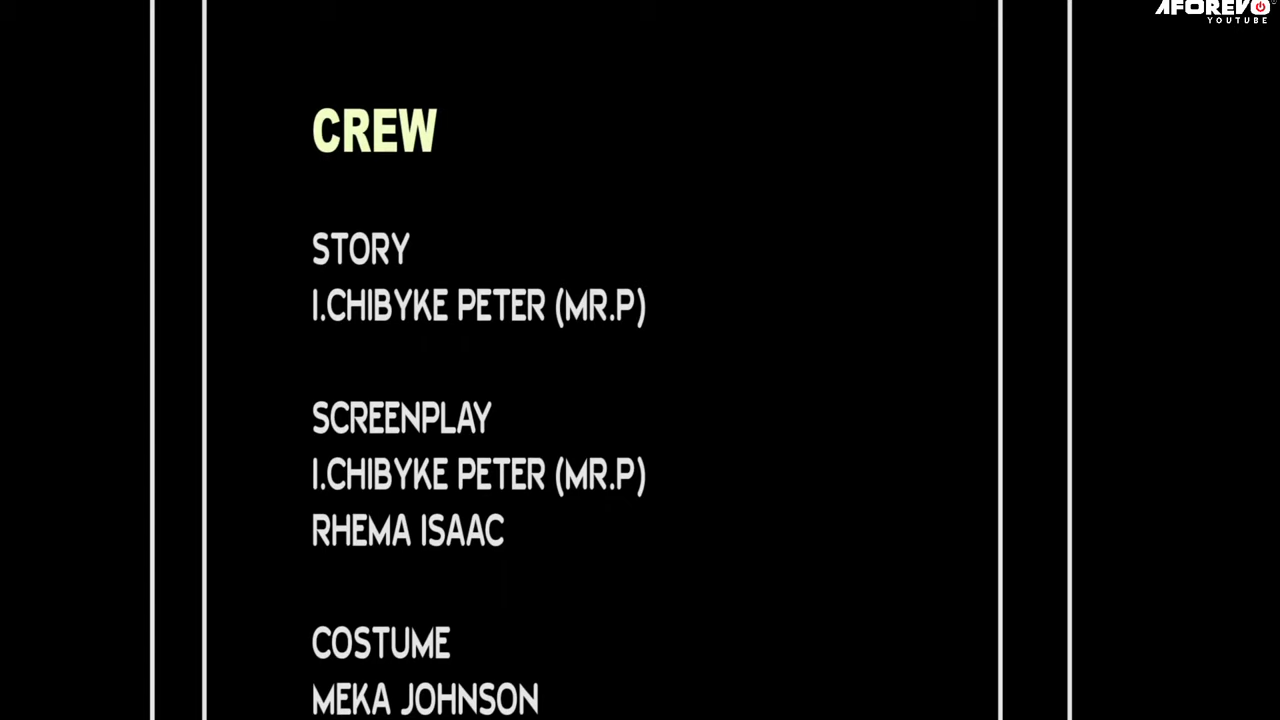 AFOREVO
YOUTUBE
CREW
STORY
I.CHIBYKE PETER (MR.P)
SCREENPLAY
I.CHIBYKE PETER (MR.P)
RHEMA ISAAC
COSTUME
MEKA JOHNSON